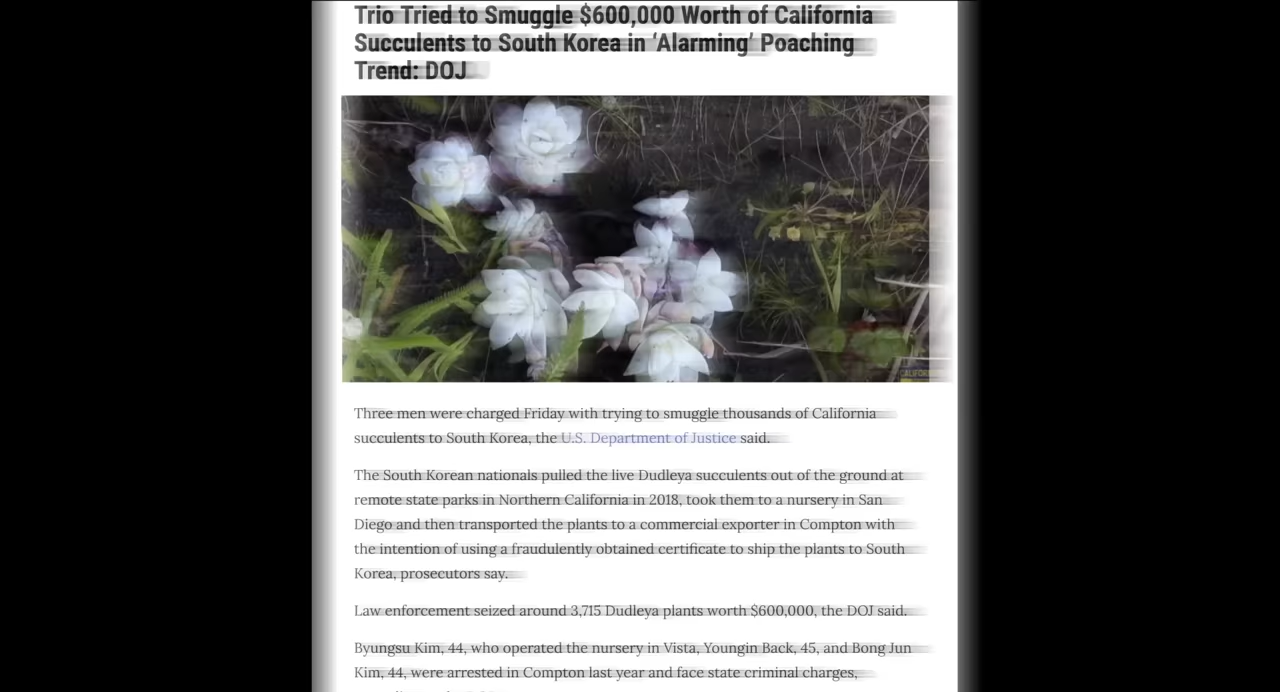 Trio Tried to Smuggle $600,000 Worth of California
Succulents to South Korea in ‘Alarming’ Poaching
Trend: DOJ
Three men were charged Friday with trying to smuggle thousands of California
succulents to South Korea, the U.S. Department of Justice said.
The South Korean nationals pulled the live Dudleya succulents out of the ground at
remote state parks in Northern California in 2018, took them to a nursery in San
Diego and then transported the plants to a commercial exporter in Compton with
the intention of using a fraudulently obtained certificate to ship the plants to South
Korea, prosecutors say.
Law enforcement seized around 3,715 Dudleya plants worth $600,000, the DOJ said.
Byungsu Kim, 44, who operated the nursery in Vista, Youngin Back, 45, and Bong Jun
Kim, 44, were arrested in Compton last year and face state criminal charges,